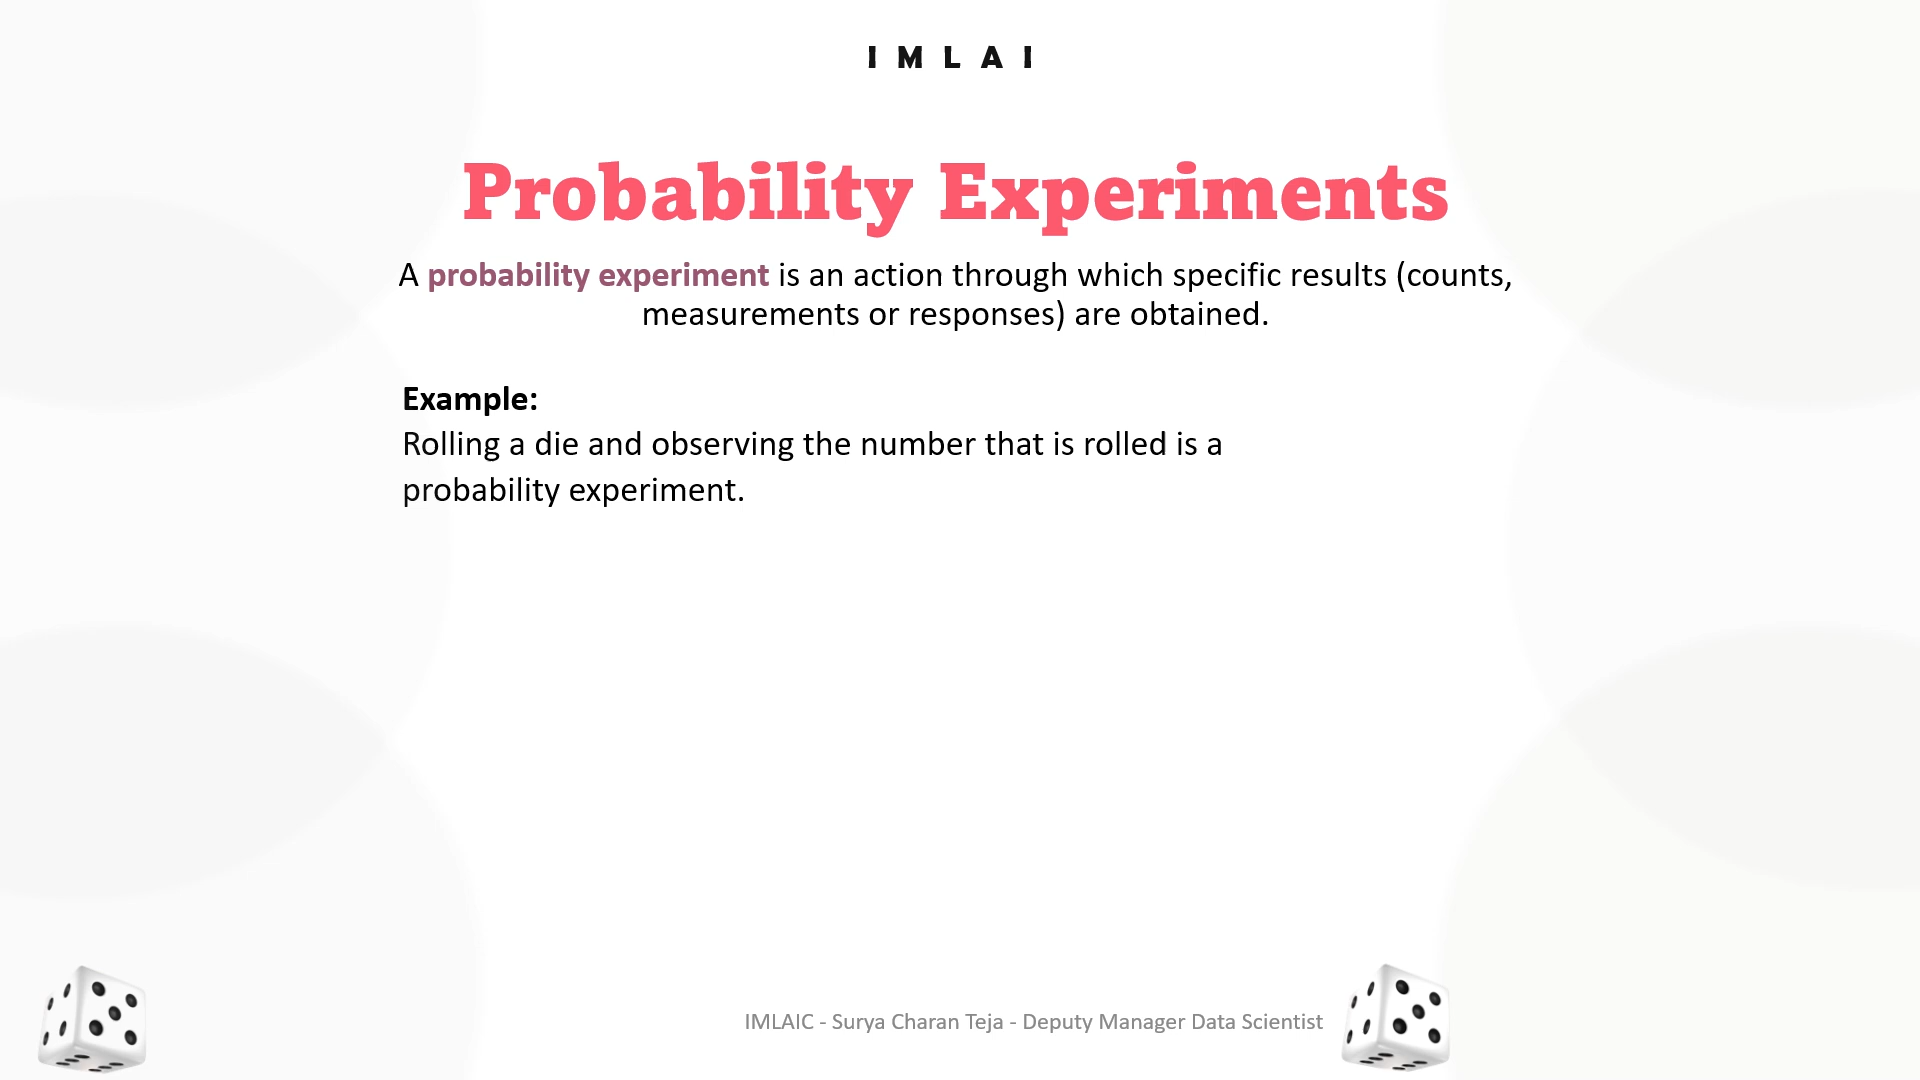 IMLAI
Probability Experiments
A probability experiment is an action through which specific results (counts,
measurements or responses) are obtained.
Example:
Rolling a die and observing the number that is rolled is a
probability experiment.
IMLAIC - Surya Charan Teja - Deputy Manager Data Scientist